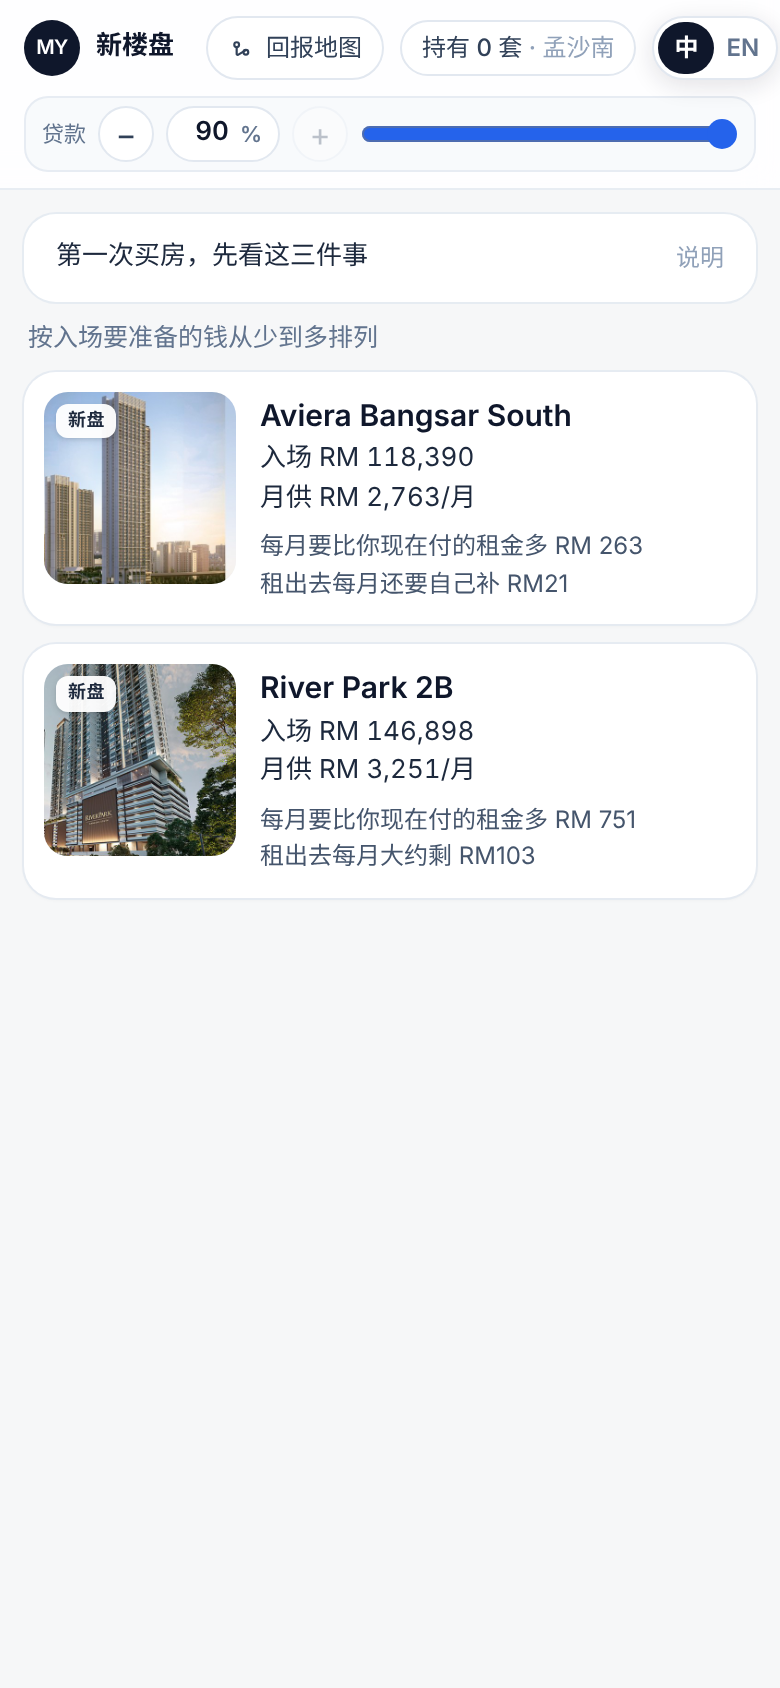 MY 新楼盘 回报地图 持有 0 套 · 孟沙南 中 EN
贷款 − 90 % +
第一次买房，先看这三件事 说明
按入场要准备的钱从少到多排列
新盘
Aviera Bangsar South
入场 RM 118,390
月供 RM 2,763/月
每月要比你现在付的租金多 RM 263
租出去每月还要自己补 RM21
新盘
RIVER PARK
River Park 2B
入场 RM 146,898
月供 RM 3,251/月
每月要比你现在付的租金多 RM 751
租出去每月大约剩 RM103